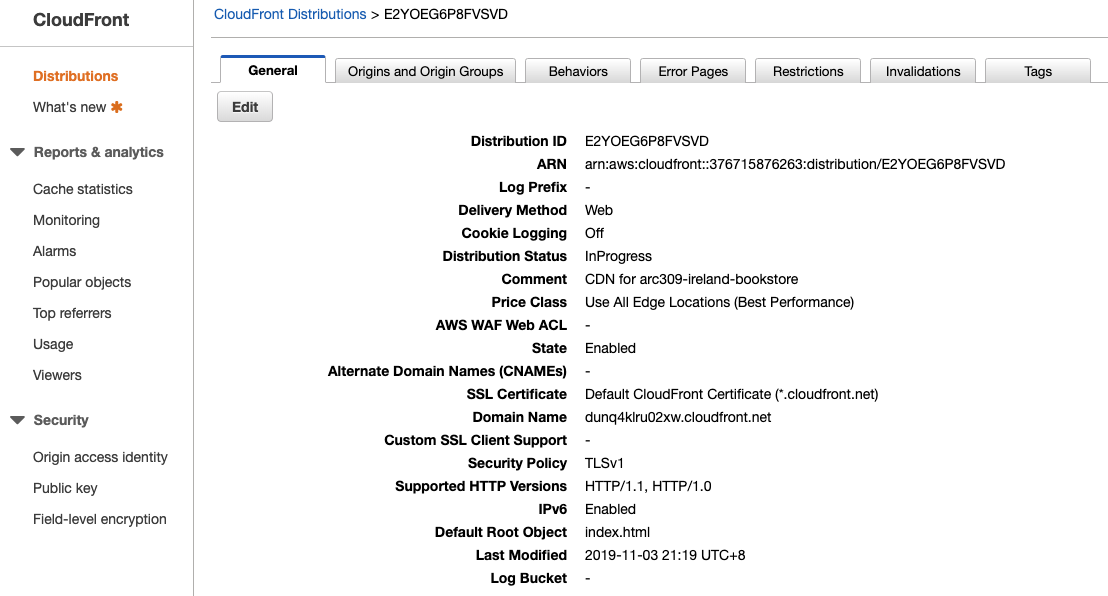 CloudFront
Distributions
What's new
Reports & analytics
Cache statistics
Monitoring
Alarms
Popular objects
Top referrers
Usage
Viewers
Security
Origin access identity
Public key
Field-level encryption
CloudFront Distributions > E2YOEG6P8FVSVD
General Origins and Origin Groups Behaviors Error Pages Restrictions Invalidations Tags
Edit
Distribution ID E2YOEG6P8FVSVD
ARN arn:aws:cloudfront::376715876263:distribution/E2YOEG6P8FVSVD
Log Prefix -
Delivery Method Web
Cookie Logging Off
Distribution Status InProgress
Comment CDN for arc309-ireland-bookstore
Price Class Use All Edge Locations (Best Performance)
AWS WAF Web ACL -
State Enabled
Alternate Domain Names (CNAMEs) -
SSL Certificate Default CloudFront Certificate (*.cloudfront.net)
Domain Name dunq4klru02xw.cloudfront.net
Custom SSL Client Support -
Security Policy TLSv1
Supported HTTP Versions HTTP/1.1, HTTP/1.0
IPv6 Enabled
Default Root Object index.html
Last Modified 2019-11-03 21:19 UTC+8
Log Bucket -